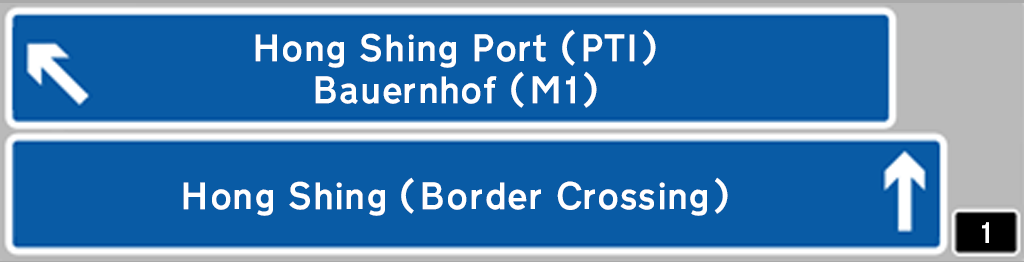 Hong Shing Port (PTI)
Bauernhof (M1)
Hong Shing (Border Crossing)
1